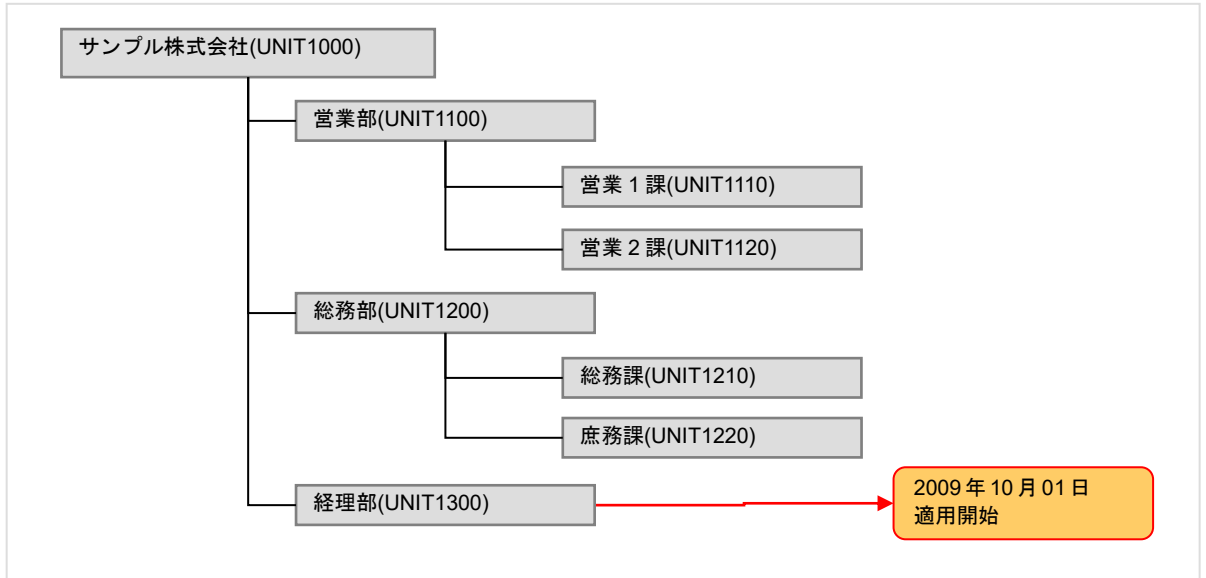 サンプル株式会社(UNIT1000)
営業部(UNIT1100)
営業1課(UNIT1110)
営業2課(UNIT1120)
総務部(UNIT1200)
総務課(UNIT1210)
庶務課(UNIT1220)
経理部(UNIT1300)
2009年10月01日
適用開始